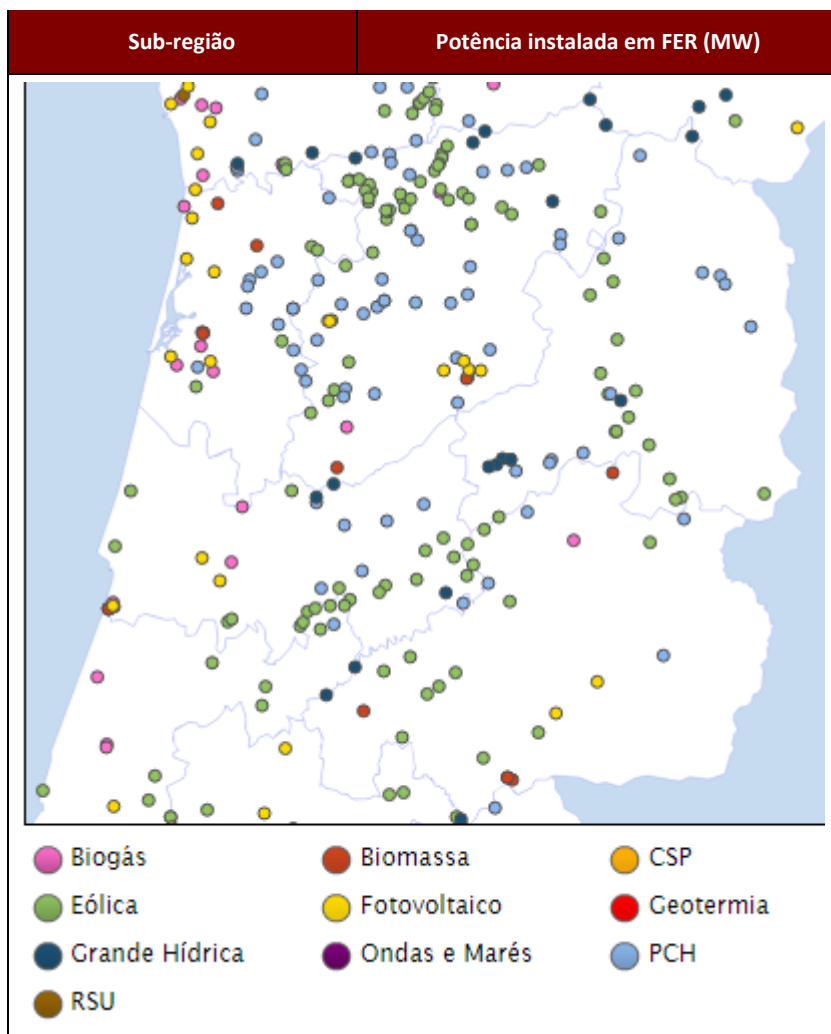 Sub-região Potência instalada em FER (MW)
Biogás Biomassa CSP
Eólica Fotovoltaico Geotermia
Grande Hídrica Ondas e Marés PCH
RSU